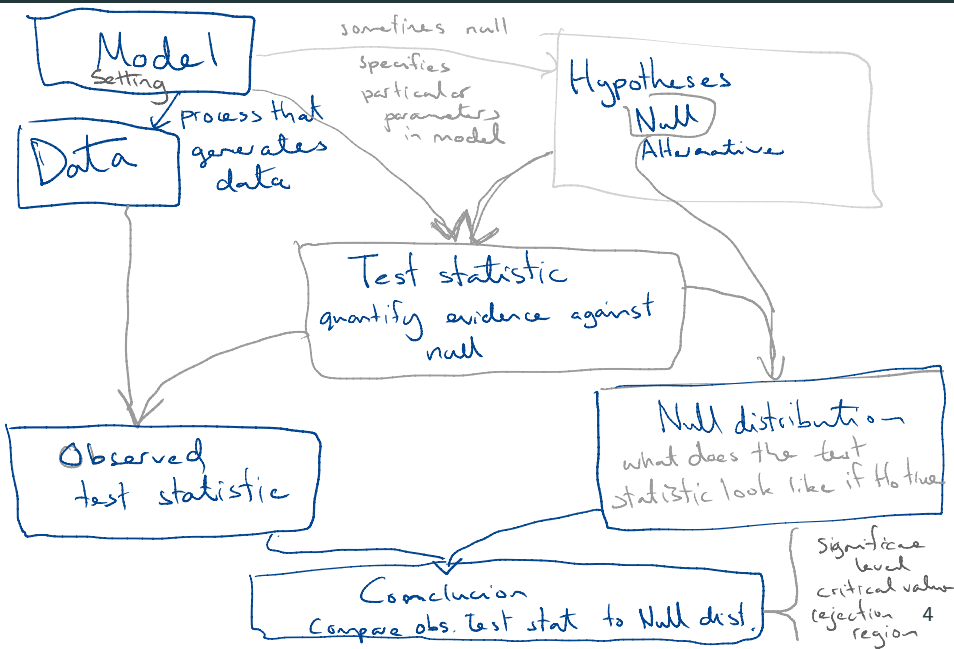 Model
Setting
sometimes null
specifies
particular
parameters
in model
Hypotheses
Null
Alternative
process that
generates
data
Data
Test statistic
quantify evidence against
null
Observed
test statistic
Null distribution
what does the test
statistic look like if Ho true
Conclusion
Compare obs. test stat to Null dist.
significance
level
critical value
rejection
region
4